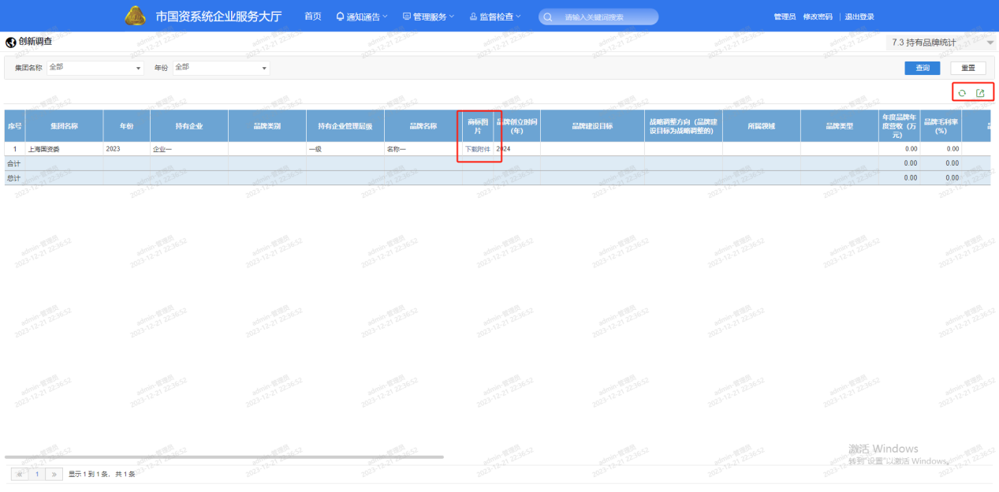 市国资系统企业服务大厅 首页 通知通告 管理服务 监督检查 请输入关键词搜索 管理员 修改密码 退出登录
创新调查 7.3 持有品牌统计
集团名称 全部 年份 全部 查询 重置
序号 集团名称 年份 持有企业 品牌类别 持有企业管理层级 品牌名称 商标图片 品牌创立时间(年) 品牌建设目标 战略调整方向（品牌建设目标为战略调整的） 所属领域 品牌类型 年度品牌年度营收（万元） 品牌毛利率(%)
1 上海国资委 2023 企业一 一级 名称一 下载附件 2024 0.00 0.00
合计 0.00 0.00
总计 0.00 0.00
admin-管理员
2023-12-21 22:36:52
激活 Windows
转到"设置"以激活 Windows。
« 1 » 显示 1 到 1 条，共 1 条